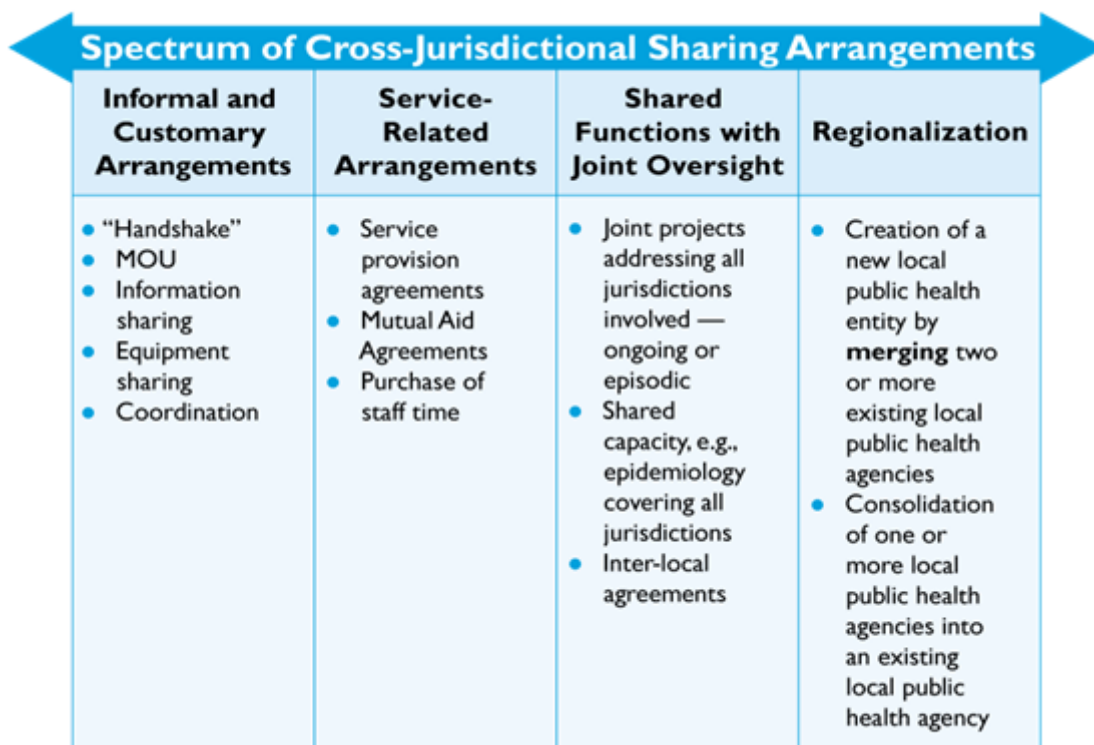 Spectrum of Cross-Jurisdictional Sharing Arrangements
Informal and
Customary
Arrangements
Service-
Related
Arrangements
Shared
Functions with
Joint Oversight
Regionalization
• “Handshake”
• MOU
• Information
sharing
• Equipment
sharing
• Coordination
• Service
provision
agreements
• Mutual Aid
Agreements
• Purchase of
staff time
• Joint projects
addressing all
jurisdictions
involved —
ongoing or
episodic
• Shared
capacity, e.g.,
epidemiology
covering all
jurisdictions
• Inter-local
agreements
• Creation of a
new local
public health
entity by
merging two
or more
existing local
public health
agencies
• Consolidation
of one or
more local
public health
agencies into
an existing
local public
health agency